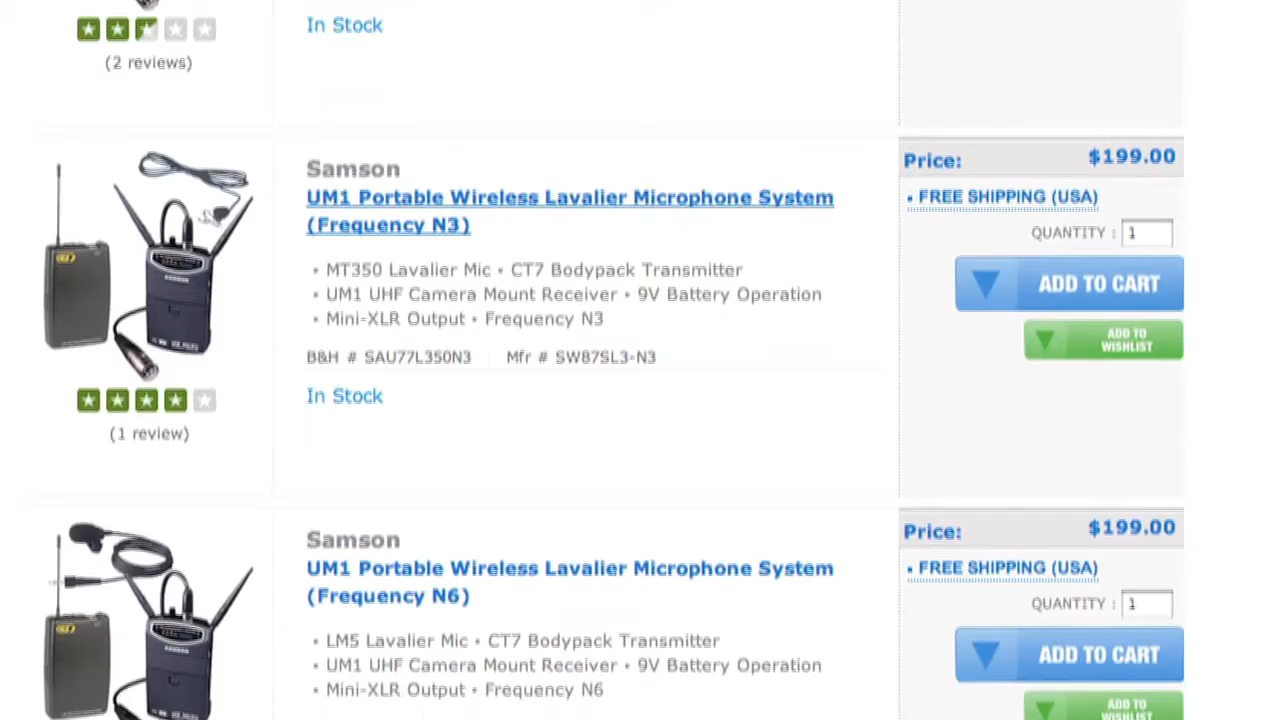 In Stock
(2 reviews)
Samson
UM1 Portable Wireless Lavalier Microphone System
(Frequency N3)
• MT350 Lavalier Mic • CT7 Bodypack Transmitter
• UM1 UHF Camera Mount Receiver • 9V Battery Operation
• Mini-XLR Output • Frequency N3
B&H # SAU77L350N3 Mfr # SW87SL3-N3
In Stock
(1 review)
Price: $199.00
• FREE SHIPPING (USA)
QUANTITY : 1
ADD TO CART
ADD TO
WISHLIST
Samson
UM1 Portable Wireless Lavalier Microphone System
(Frequency N6)
• LM5 Lavalier Mic • CT7 Bodypack Transmitter
• UM1 UHF Camera Mount Receiver • 9V Battery Operation
• Mini-XLR Output • Frequency N6
Price: $199.00
• FREE SHIPPING (USA)
QUANTITY : 1
ADD TO CART
ADD TO
WISHLIST